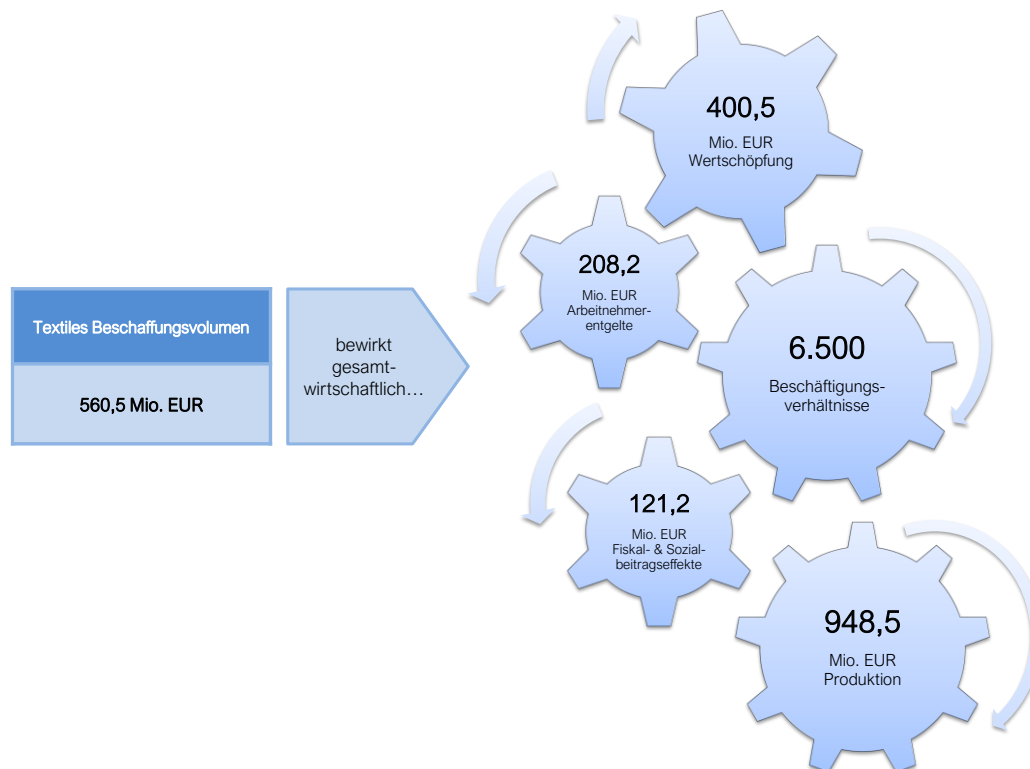 Textiles Beschaffungsvolumen
560,5 Mio. EUR
bewirkt
gesamt-
wirtschaftlich…
400,5
Mio. EUR
Wertschöpfung
208,2
Mio. EUR
Arbeitnehmer-
entgelte
6.500
Beschäftigungs-
verhältnisse
121,2
Mio. EUR
Fiskal- & Sozial-
beitragseffekte
948,5
Mio. EUR
Produktion